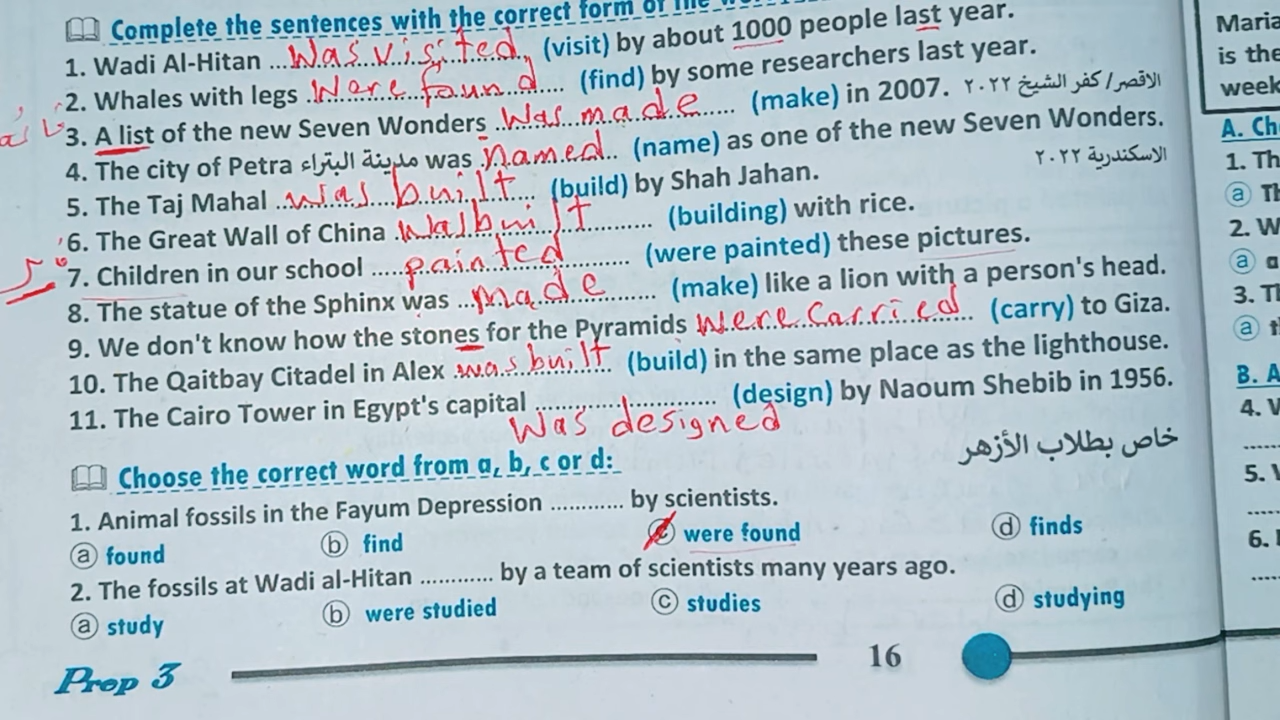 Complete the sentences with the correct form of the
1. Wadi Al-Hitan ... was visited (visit) by about 1000 people last year.
2. Whales with legs were found (find) by some researchers last year.
3. A list of the new Seven Wonders was made (make) in 2007. الاقصر/ كفر الشيخ ٢٠٢٢
4. The city of Petra مدينة البتراء was named (name) as one of the new Seven Wonders.
الاسكندرية ٢٠٢٢
5. The Taj Mahal was built (build) by Shah Jahan.
6. The Great Wall of China was built (building) with rice.
7. Children in our school painted (were painted) these pictures.
8. The statue of the Sphinx was made (make) like a lion with a person's head.
9. We don't know how the stones for the Pyramids were carried (carry) to Giza.
10. The Qaitbay Citadel in Alex was built (build) in the same place as the lighthouse.
11. The Cairo Tower in Egypt's capital .................. (design) by Naoum Shebib in 1956.
was designed
خاص بطلاب الأزهر
Choose the correct word from a, b, c or d:
1. Animal fossils in the Fayum Depression ............ by scientists.
a found b find c were found d finds
2. The fossils at Wadi al-Hitan ............ by a team of scientists many years ago.
a study b were studied c studies d studying
Prep 3
16
Maria
is the
week
A. Ch
1. Th
a
2. W
a
3. Tl
a
B. A
4.
5.
6.